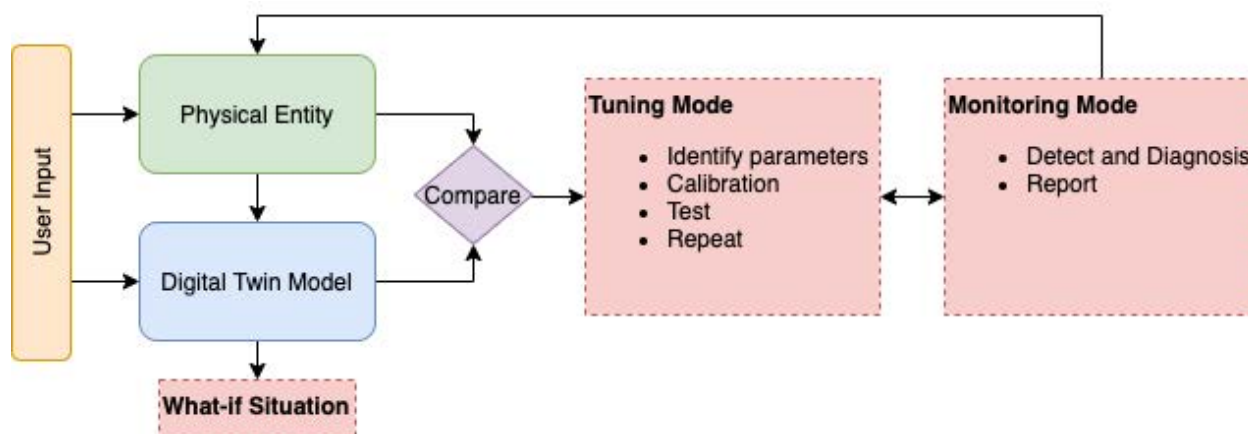 User Input
Physical Entity
Digital Twin Model
What-if Situation
Compare
Tuning Mode
• Identify parameters
• Calibration
• Test
• Repeat
Monitoring Mode
• Detect and Diagnosis
• Report